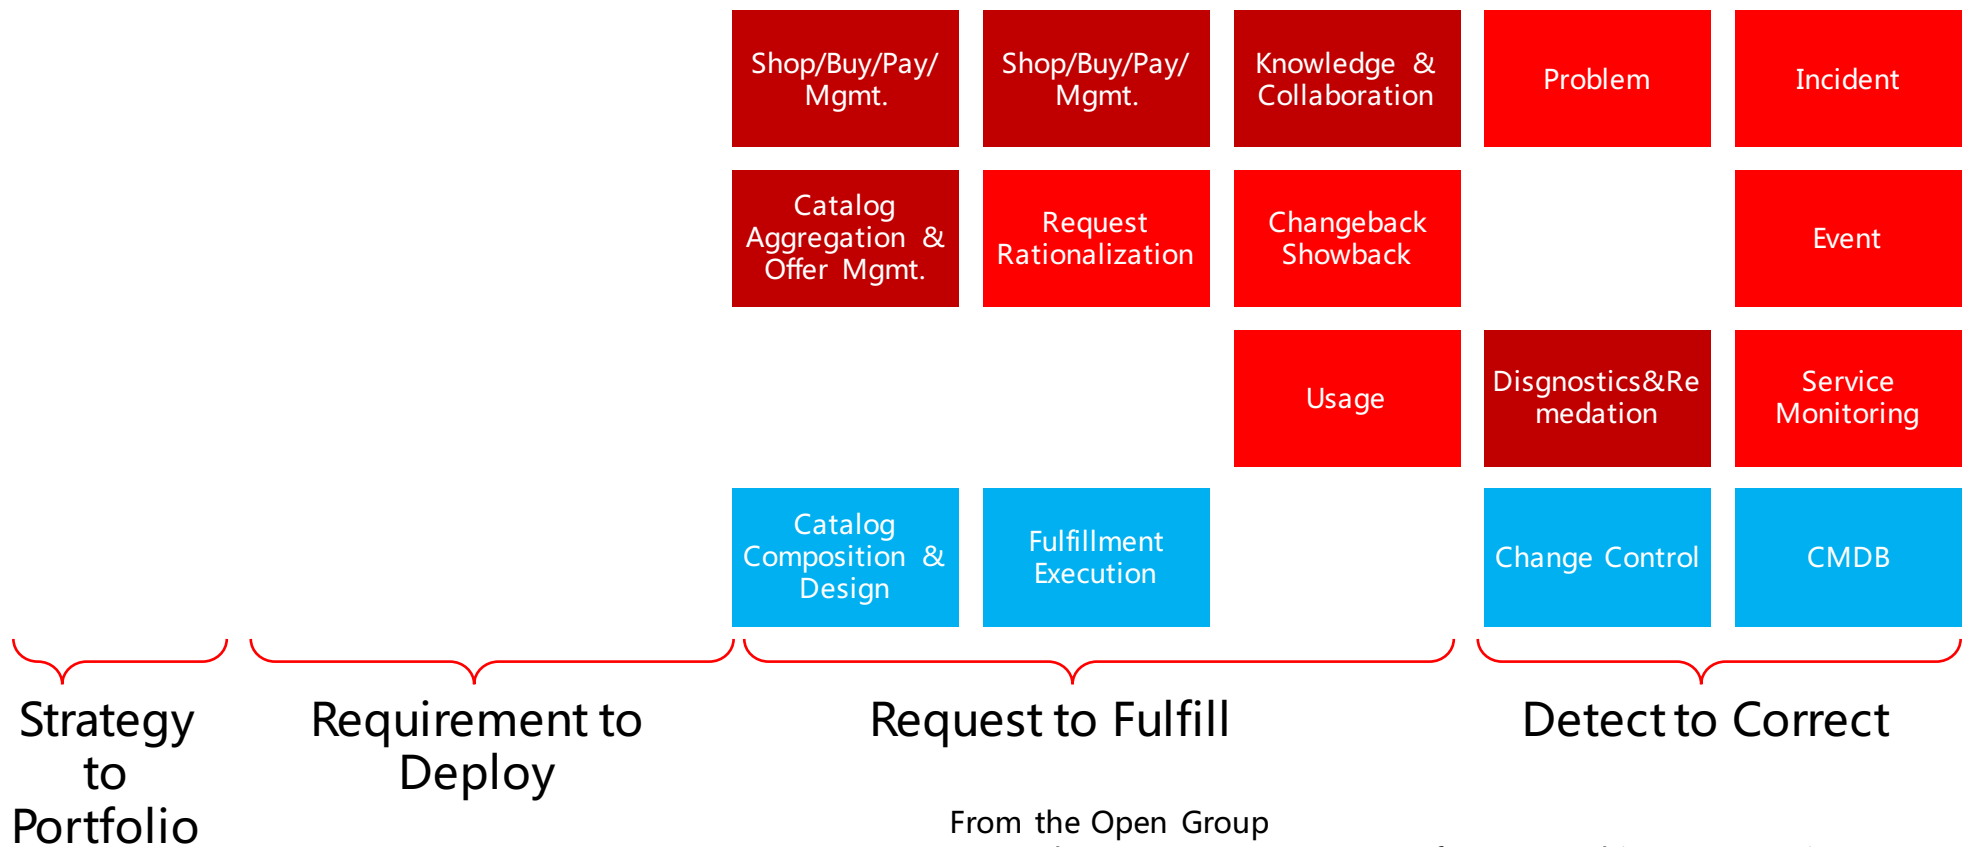 Shop/Buy/Pay/
Mgmt.
Shop/Buy/Pay/
Mgmt.
Knowledge &
Collaboration
Problem
Incident
Catalog
Aggregation &
Offer Mgmt.
Request
Rationalization
Changeback
Showback
Event
Usage
Disgnostics&Re
medation
Service
Monitoring
Catalog
Composition &
Design
Fulfillment
Execution
Change Control
CMDB
Strategy
to
Portfolio
Requirement to
Deploy
Request to Fulfill
Detect to Correct
From the Open Group